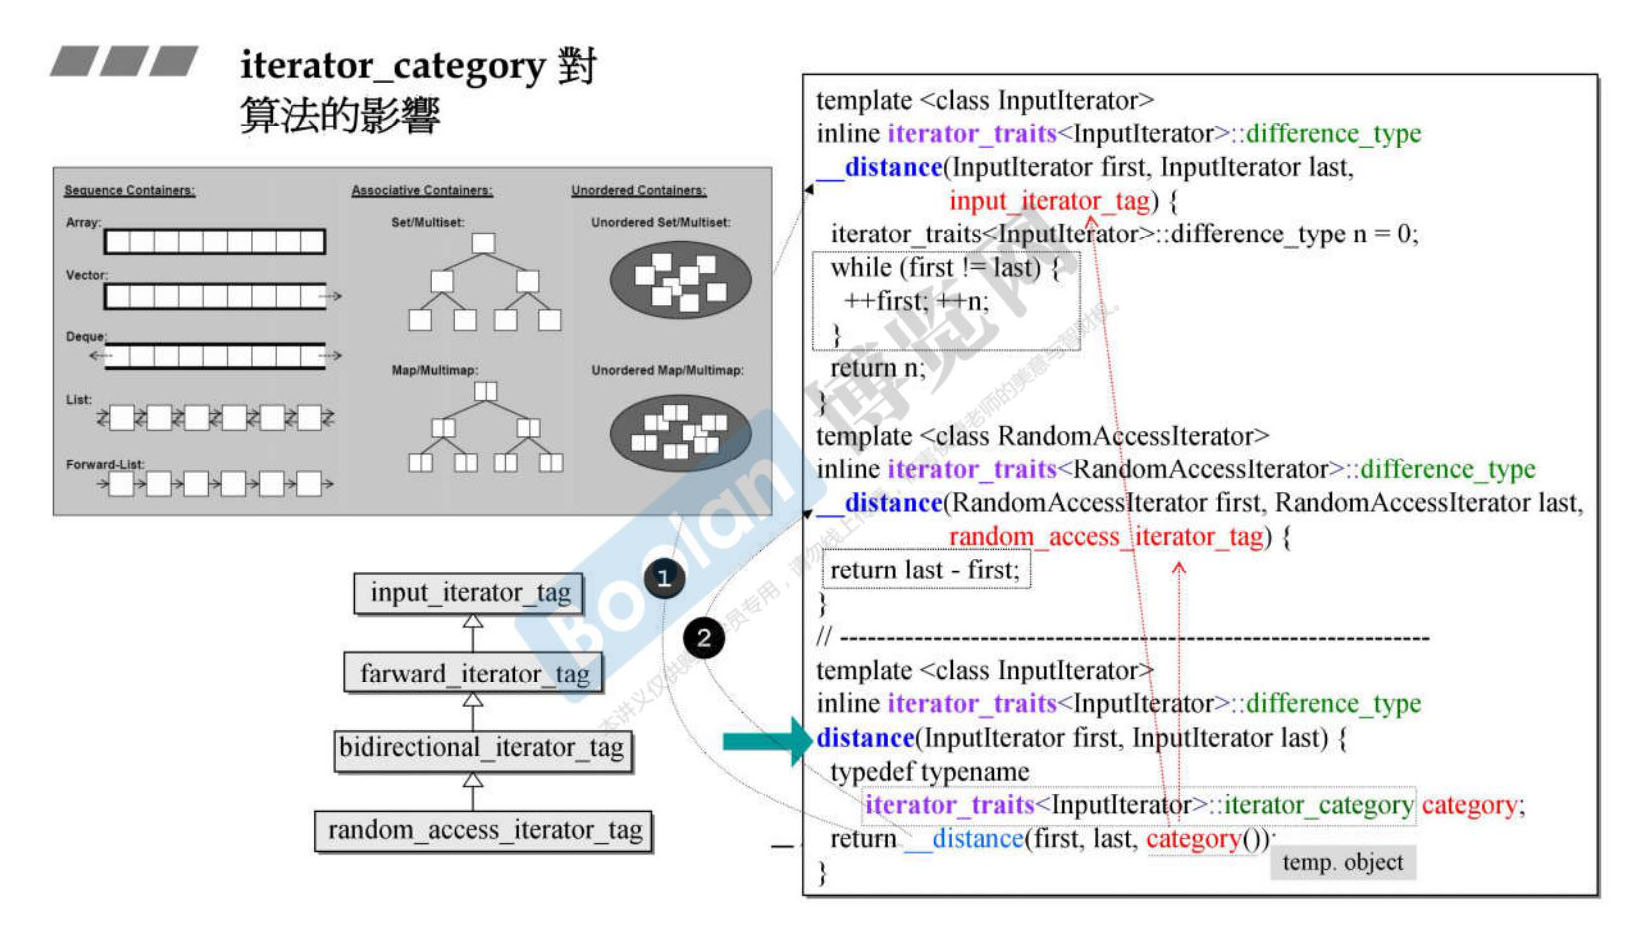 iterator_category 對
算法的影響
Sequence Containers:
Array:
Vector:
Deque:
List:
Forward-List:
Associative Containers:
Set/Multiset:
Map/Multimap:
Unordered Containers:
Unordered Set/Multiset:
Unordered Map/Multimap:
input_iterator_tag
farward_iterator_tag
bidirectional_iterator_tag
random_access_iterator_tag
1
2
template <class InputIterator>
inline iterator_traits<InputIterator>::difference_type
__distance(InputIterator first, InputIterator last,
input_iterator_tag) {
iterator_traits<InputIterator>::difference_type n = 0;
while (first != last) {
++first; ++n;
}
return n;
}
template <class RandomAccessIterator>
inline iterator_traits<RandomAccessIterator>::difference_type
__distance(RandomAccessIterator first, RandomAccessIterator last,
random_access_iterator_tag) {
return last - first;
}
// ----------------------------------------------------------------
template <class InputIterator>
inline iterator_traits<InputIterator>::difference_type
distance(InputIterator first, InputIterator last) {
typedef typename
iterator_traits<InputIterator>::iterator_category category;
return __distance(first, last, category());
temp. object
}
Boolan 博览网